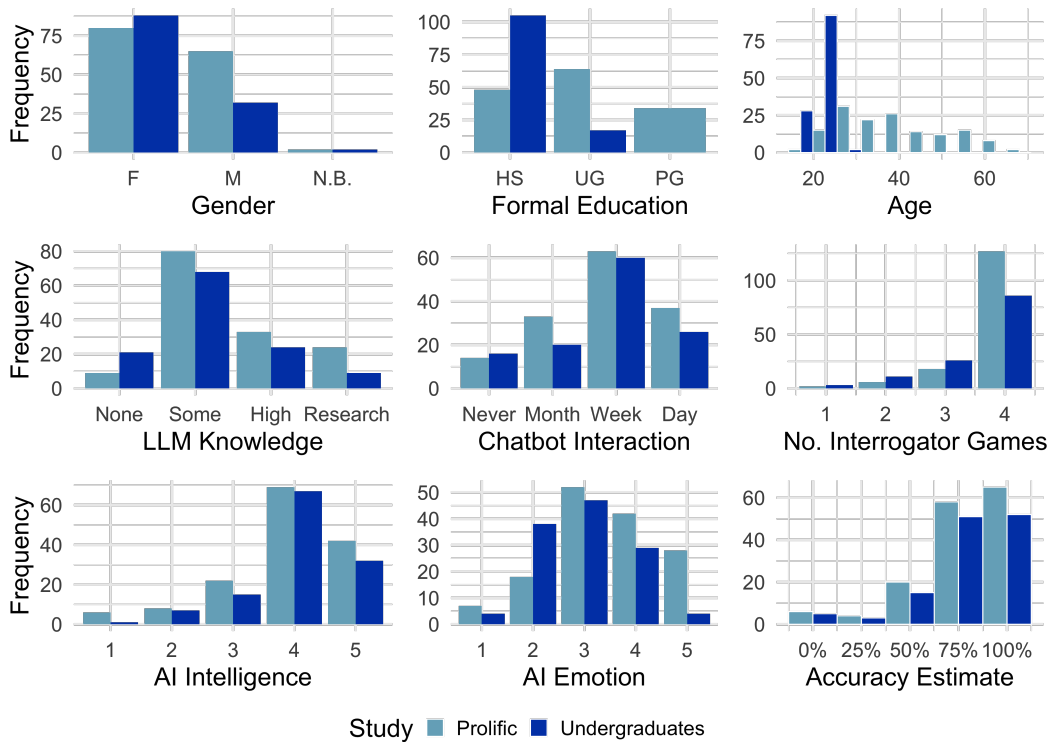 Frequency
75
50
25
0
F M N.B.
Gender
100
75
50
25
0
HS UG PG
Formal Education
75
50
25
0
20 40 60
Age
Frequency
80
60
40
20
0
None Some High Research
LLM Knowledge
60
40
20
0
Never Month Week Day
Chatbot Interaction
100
50
0
1 2 3 4
No. Interrogator Games
Frequency
60
40
20
0
1 2 3 4 5
AI Intelligence
50
40
30
20
10
0
1 2 3 4 5
AI Emotion
60
40
20
0
0% 25% 50% 75% 100%
Accuracy Estimate
Study Prolific Undergraduates